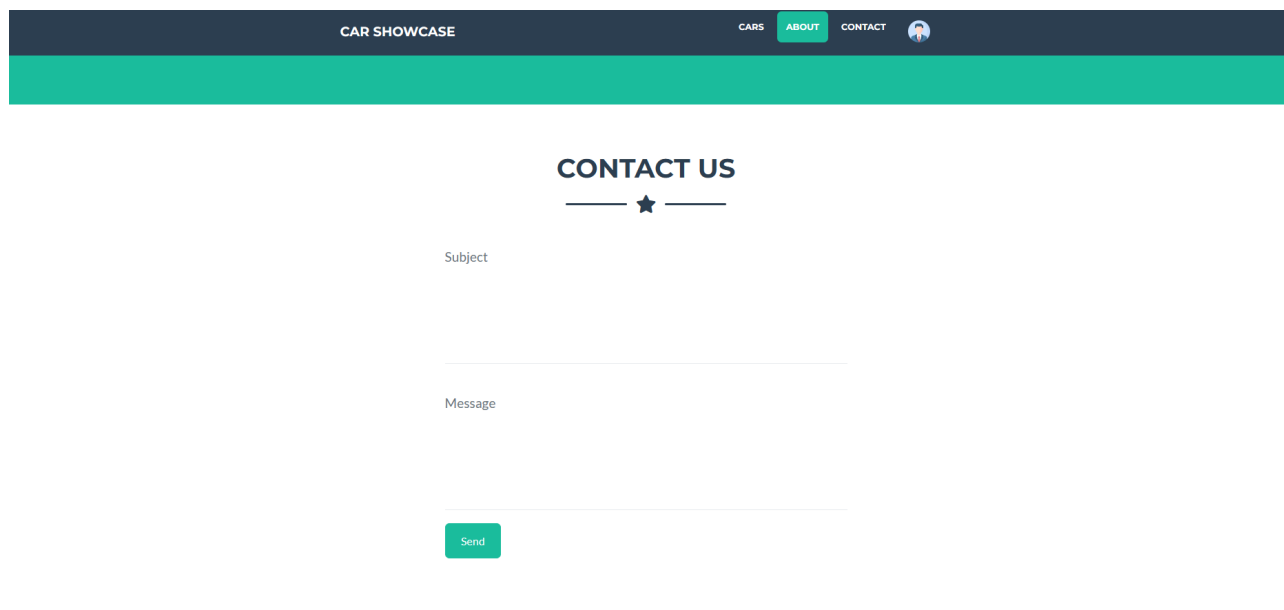 CAR SHOWCASE CARS ABOUT CONTACT
CONTACT US
Subject
Message
Send